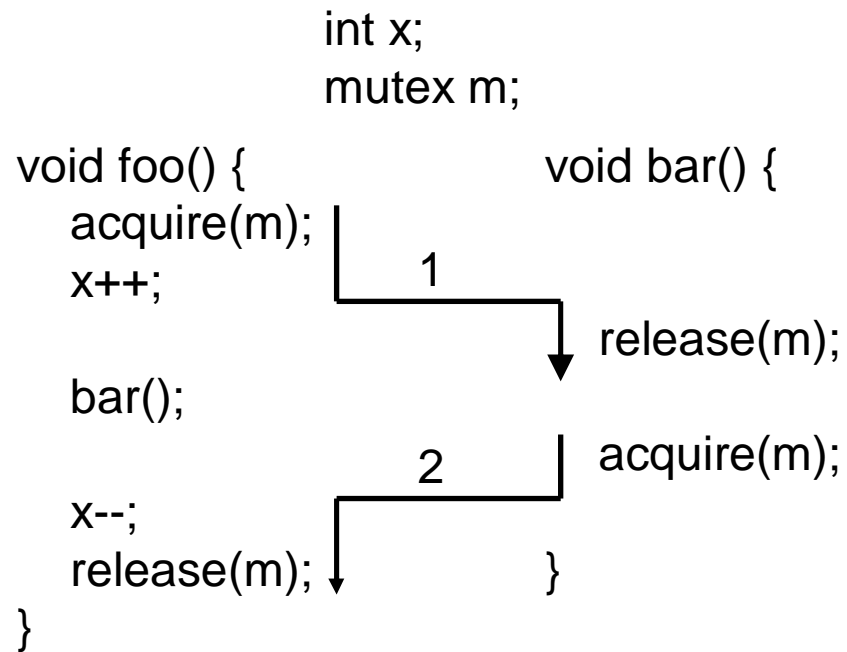 int x;
mutex m;
void foo() {
acquire(m);
x++;
bar();
x--;
release(m);
}
void bar() {
release(m);
acquire(m);
}
1
2